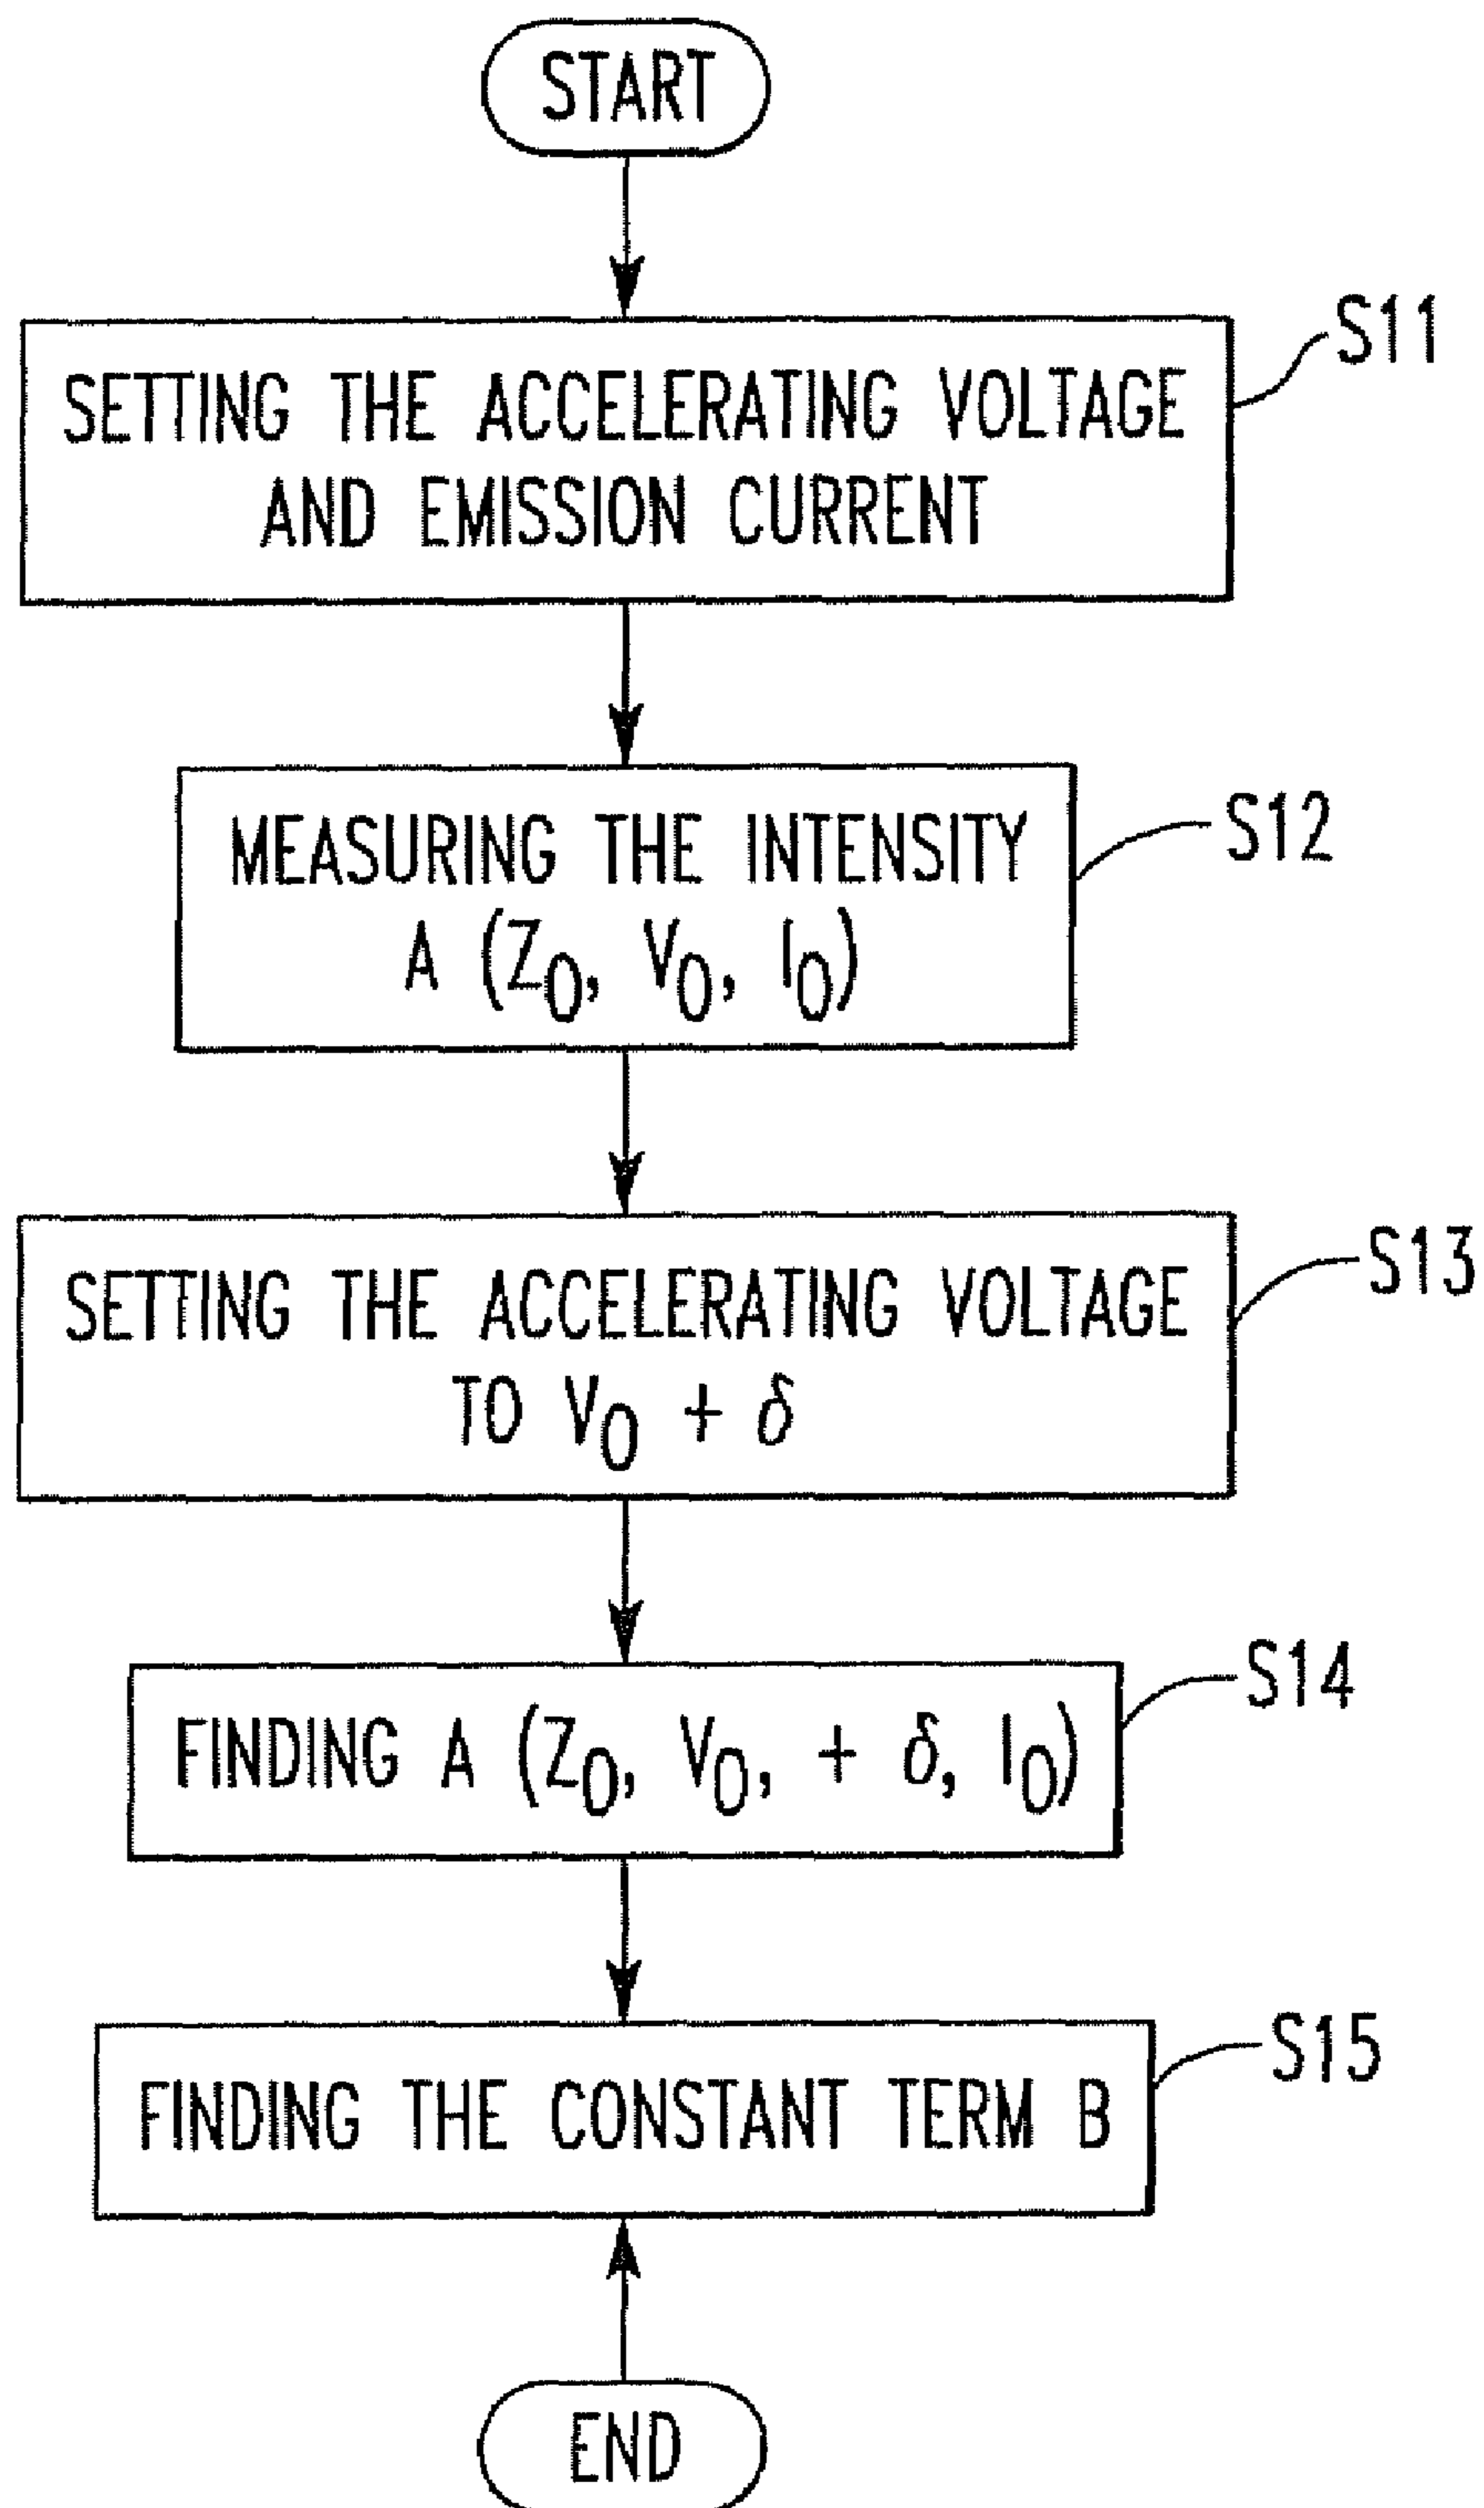 START
SETTING THE ACCELERATING VOLTAGE
AND EMISSION CURRENT
S11
MEASURING THE INTENSITY
A (Z₀, V₀, I₀)
S12
SETTING THE ACCELERATING VOLTAGE
TO V₀ + δ
S13
FINDING A (Z₀, V₀, + δ, I₀)
S14
FINDING THE CONSTANT TERM B
S15
END